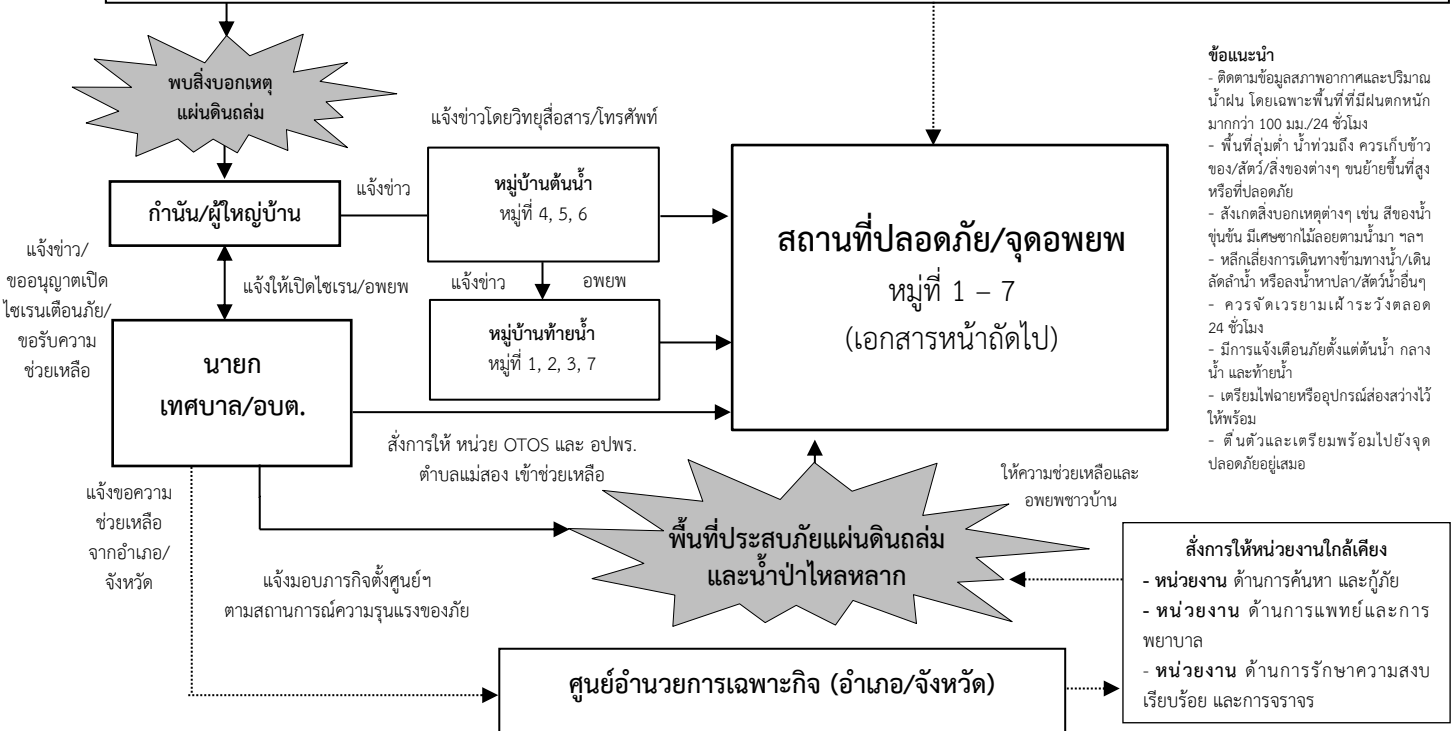 พบสิ่งบอกเหตุ
แผ่นดินถล่ม
แจ้งข่าวโดยวิทยุสื่อสาร/โทรศัพท์
กำนัน/ผู้ใหญ่บ้าน
แจ้งข่าว
หมู่บ้านต้นน้ำ
หมู่ที่ 4, 5, 6
แจ้งข่าว/
ขออนุญาตเปิด
ไซเรนเตือนภัย/
ขอรับความ
ช่วยเหลือ
แจ้งให้เปิดไซเรน/อพยพ
แจ้งข่าว
อพยพ
หมู่บ้านท้ายน้ำ
หมู่ที่ 1, 2, 3, 7
สถานที่ปลอดภัย/จุดอพยพ
หมู่ที่ 1 – 7
(เอกสารหน้าถัดไป)
นายก
เทศบาล/อบต.
สั่งการให้ หน่วย OTOS และ อปพร.
ตำบลแม่สอง เข้าช่วยเหลือ
แจ้งขอความ
ช่วยเหลือ
จากอำเภอ/
จังหวัด
แจ้งมอบภารกิจตั้งศูนย์ฯ
ตามสถานการณ์ความรุนแรงของภัย
พื้นที่ประสบภัยแผ่นดินถล่ม
และน้ำป่าไหลหลาก
ให้ความช่วยเหลือและ
อพยพชาวบ้าน
ศูนย์อำนวยการเฉพาะกิจ (อำเภอ/จังหวัด)
ข้อแนะนำ
- ติดตามข้อมูลสภาพอากาศและปริมาณ
น้ำฝน โดยเฉพาะพื้นที่ที่มีฝนตกหนัก
มากกว่า 100 มม./24 ชั่วโมง
- พื้นที่ลุ่มต่ำ น้ำท่วมถึง ควรเก็บข้าว
ของ/สัตว์/สิ่งของต่างๆ ขนย้ายขึ้นที่สูง
หรือที่ปลอดภัย
- สังเกตสิ่งบอกเหตุต่างๆ เช่น สีของน้ำ
ขุ่นข้น มีเศษซากไม้ลอยตามน้ำมา ฯลฯ
- หลีกเลี่ยงการเดินทางข้ามทางน้ำ/เดิน
ลัดลำน้ำ หรือลงน้ำหาปลา/สัตว์น้ำอื่นๆ
- ควรจัดเวรยามเฝ้าระวังตลอด
24 ชั่วโมง
- มีการแจ้งเตือนภัยตั้งแต่ต้นน้ำ กลาง
น้ำ และท้ายน้ำ
- เตรียมไฟฉายหรืออุปกรณ์ส่องสว่างไว้
ให้พร้อม
- ตื่นตัวและเตรียมพร้อมไปยังจุด
ปลอดภัยอยู่เสมอ
สั่งการให้หน่วยงานใกล้เคียง
- หน่วยงาน ด้านการค้นหา และกู้ภัย
- หน่วยงาน ด้านการแพทย์และการ
พยาบาล
- หน่วยงาน ด้านการรักษาความสงบ
เรียบร้อย และการจราจร